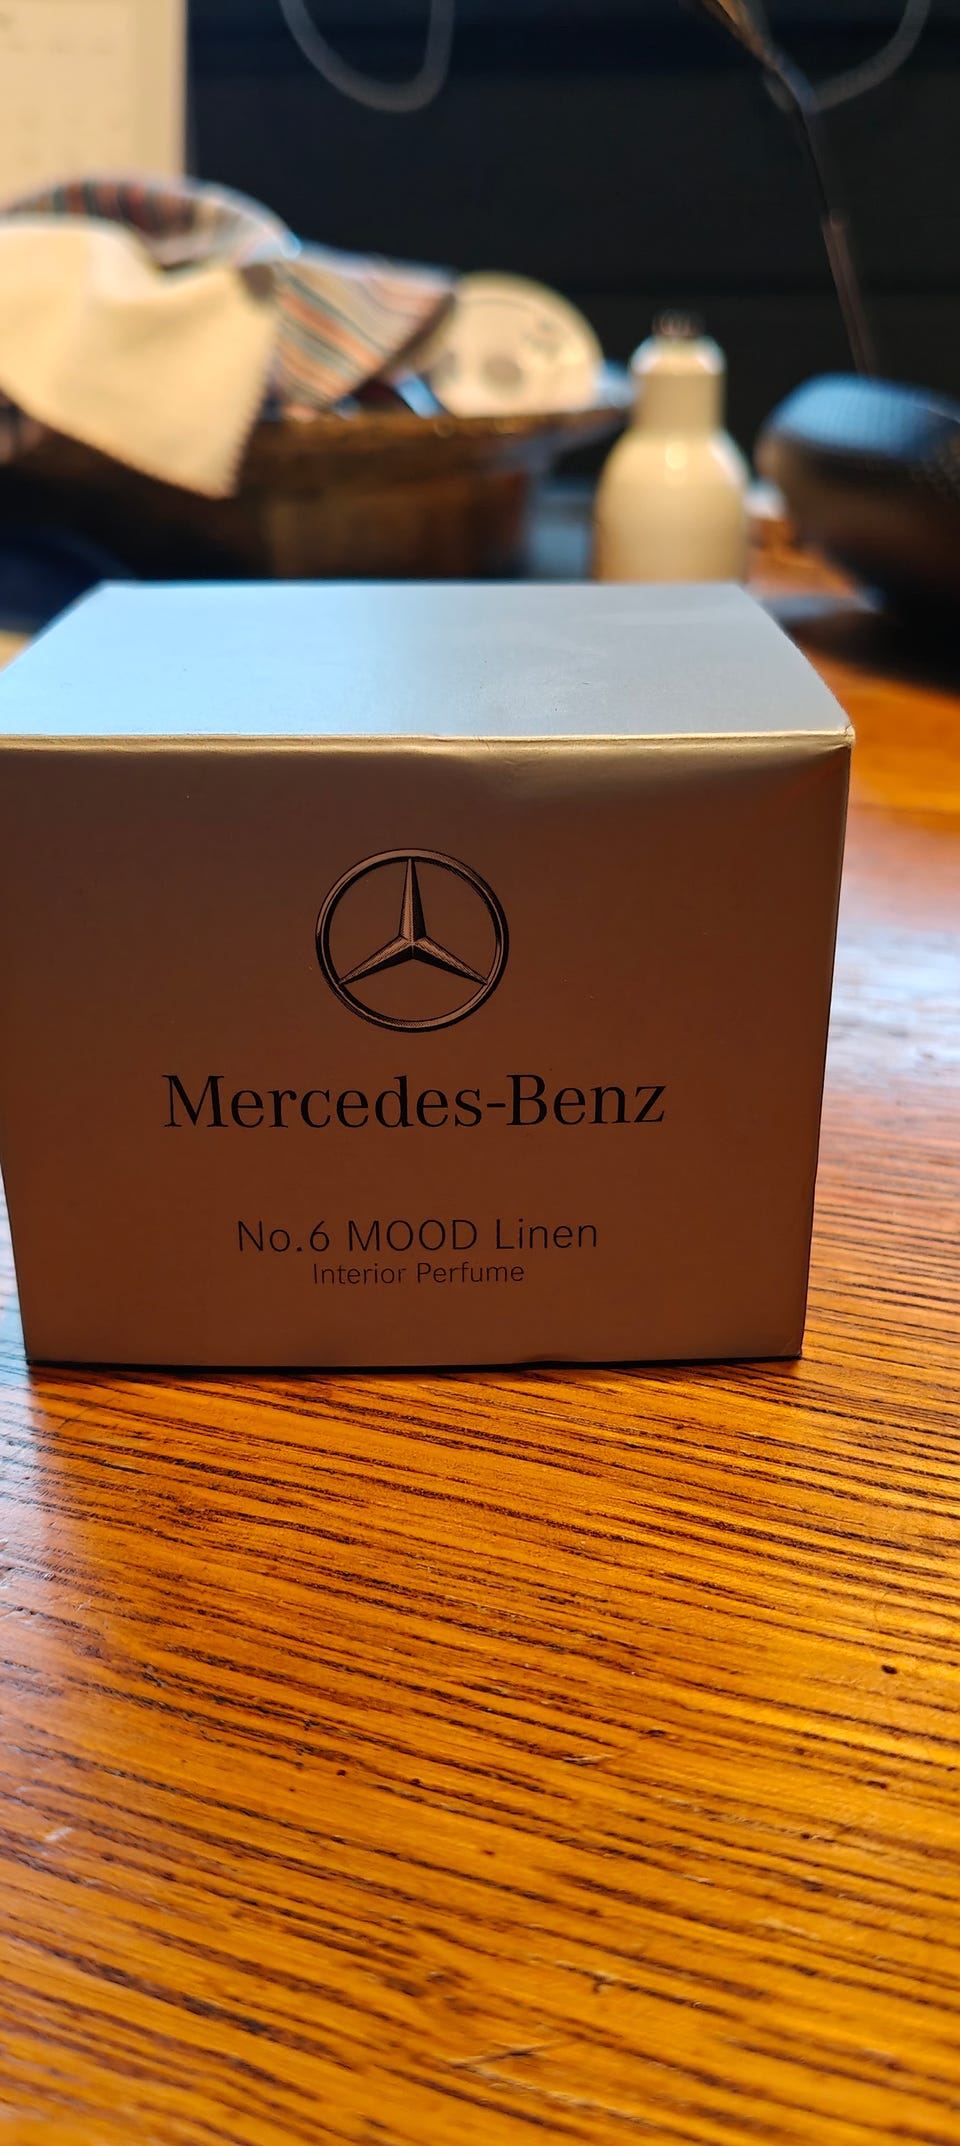 Mercedes-Benz
No.6 MOOD Linen
Interior Perfume